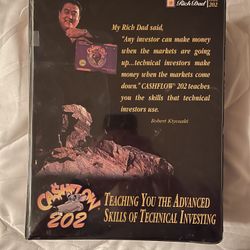 Rich Dad
202
My Rich Dad said,
"Any investor can make money
when the markets are going
up...technical investors make
money when the markets come
down." CASHFLOW® 202 teaches
you the skills that technical
investors use.
Robert Kiyosaki
CASHFLOW
202
TEACHING YOU THE ADVANCED
SKILLS OF TECHNICAL INVESTING